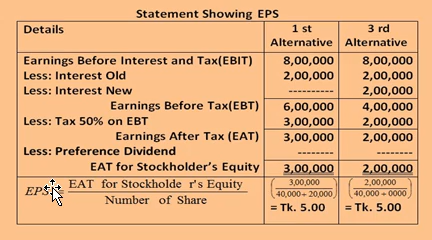 Statement Showing EPS
Details 1 st Alternative 3 rd Alternative
Earnings Before Interest and Tax(EBIT) 8,00,000 8,00,000
Less: Interest Old 2,00,000 2,00,000
Less: Interest New ---------- 2,00,000
Earnings Before Tax(EBT) 6,00,000 4,00,000
Less: Tax 50% on EBT 3,00,000 2,00,000
Earnings After Tax (EAT) 3,00,000 2,00,000
Less: Preference Dividend -------- --------
EAT for Stockholder's Equity 3,00,000 2,00,000
EPS = EAT for Stockholde r's Equity / Number of Share
(3,00,000 / 40,000 + 20,000) (2,00,000 / 40,000 + 0000)
= Tk. 5.00 = Tk. 5.00